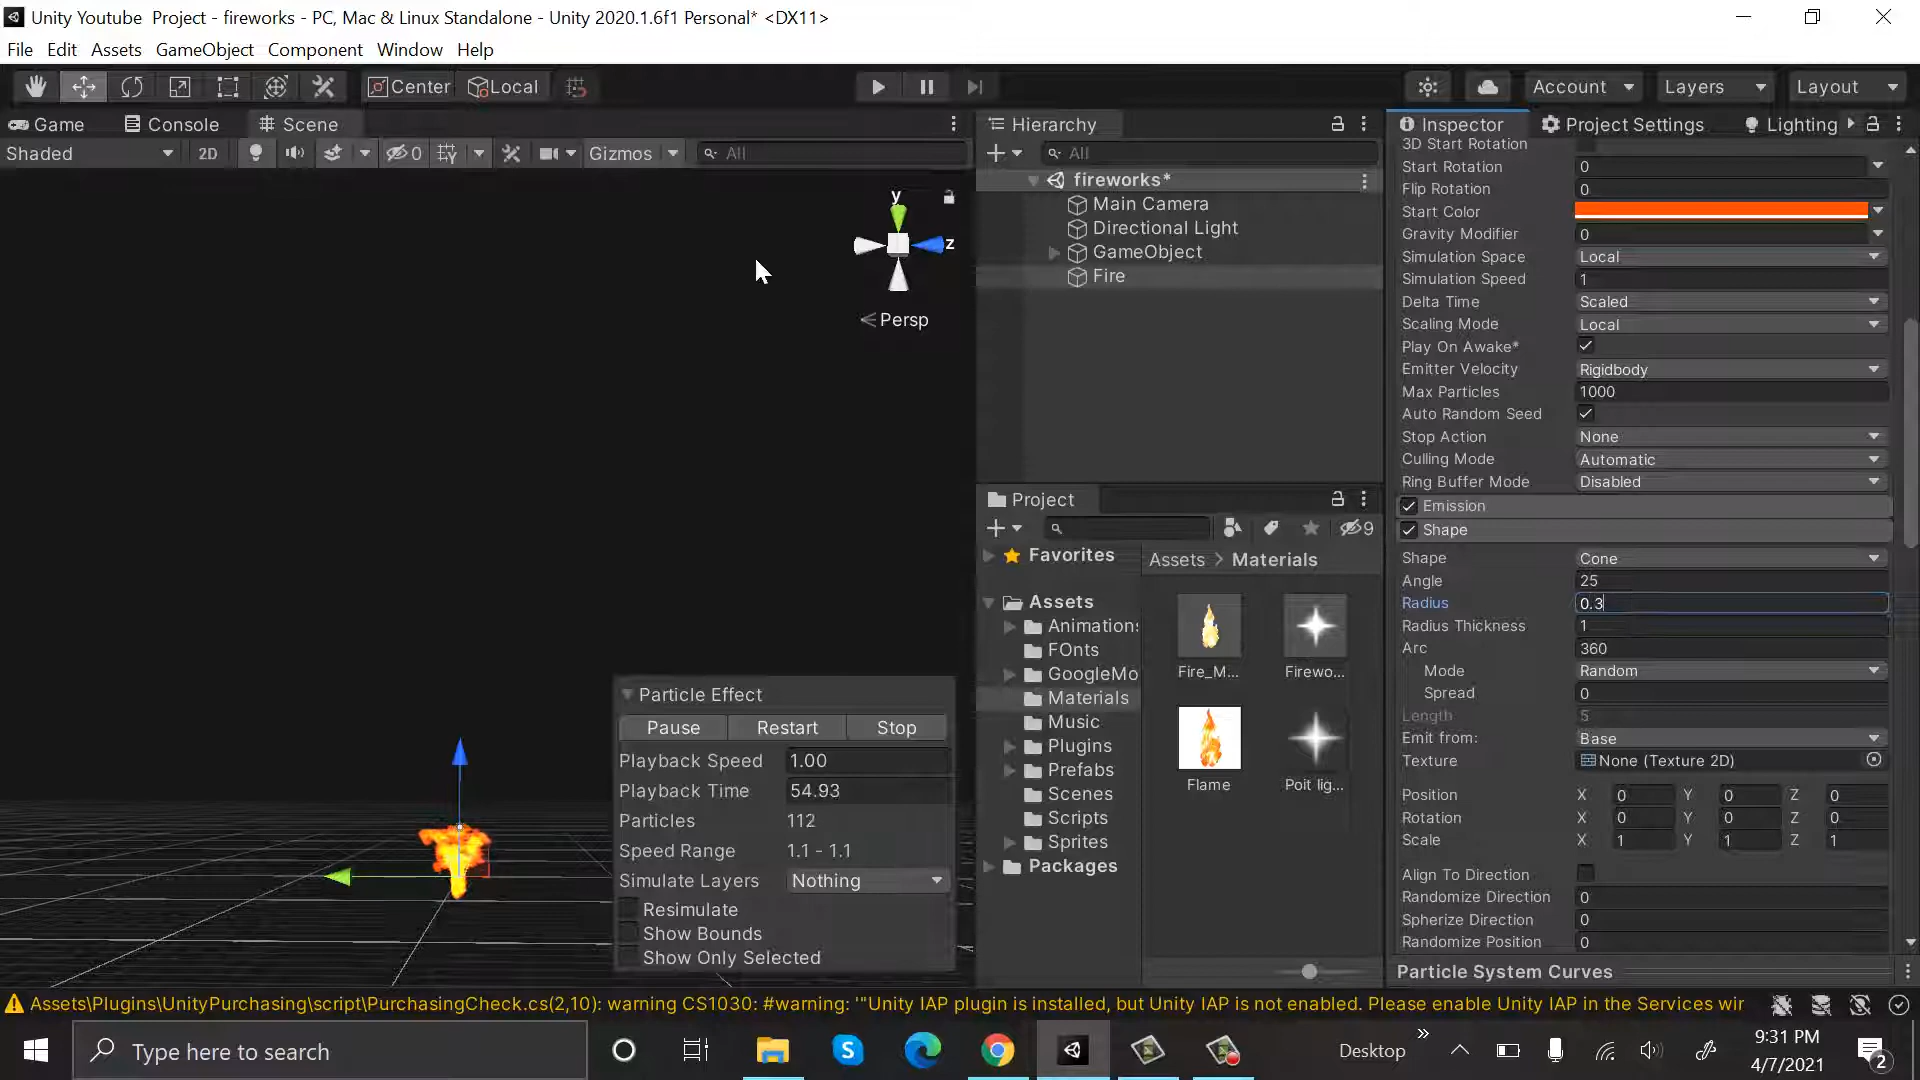 Unity Youtube  Project - fireworks - PC, Mac & Linux Standalone - Unity 2020.1.6f1 Personal* <DX11>
File Edit Assets GameObject Component Window Help
Center Local Account Layers Layout
Game Console Scene
Shaded 2D 0 Gizmos All
y
z
Persp
Particle Effect
Pause Restart Stop
Playback Speed 1.00
Playback Time 54.93
Particles 112
Speed Range 1.1 - 1.1
Simulate Layers Nothing
Resimulate
Show Bounds
Show Only Selected
Hierarchy
All
fireworks*
Main Camera
Directional Light
GameObject
Fire
Project
9
Favorites
Assets
Animation
FOnts
GoogleMo
Materials
Music
Plugins
Prefabs
Scenes
Scripts
Sprites
Packages
Assets > Materials
Fire_M... Firewo...
Flame Poit lig...
Inspector Project Settings Lighting
3D Start Rotation
Start Rotation 0
Flip Rotation 0
Start Color
Gravity Modifier 0
Simulation Space Local
Simulation Speed 1
Delta Time Scaled
Scaling Mode Local
Play On Awake*
Emitter Velocity Rigidbody
Max Particles 1000
Auto Random Seed
Stop Action None
Culling Mode Automatic
Ring Buffer Mode Disabled
Emission
Shape
Shape Cone
Angle 25
Radius 0.3
Radius Thickness 1
Arc 360
Mode Random
Spread 0
Length 5
Emit from: Base
Texture None (Texture 2D)
Position X 0 Y 0 Z 0
Rotation X 0 Y 0 Z 0
Scale X 1 Y 1 Z 1
Align To Direction
Randomize Direction 0
Spherize Direction 0
Randomize Position 0
Particle System Curves
Assets\Plugins\UnityPurchasing\script\PurchasingCheck.cs(2,10): warning CS1030: #warning: '"Unity IAP plugin is installed, but Unity IAP is not enabled. Please enable Unity IAP in the Services wir
Type here to search
Desktop
9:31 PM
4/7/2021
2